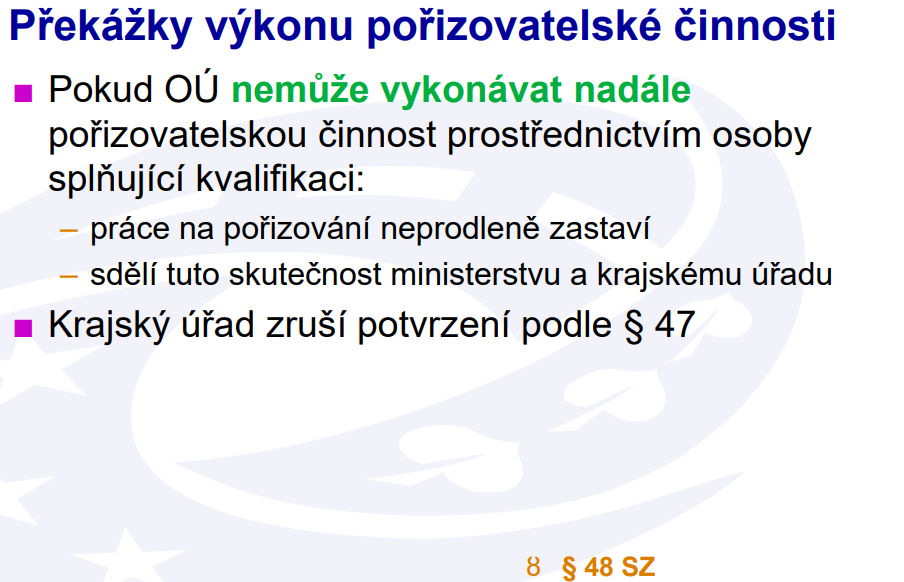 Překážky výkonu pořizovatelské činnosti
■ Pokud OÚ nemůže vykonávat nadále
pořizovatelskou činnost prostřednictvím osoby
splňující kvalifikaci:
– práce na pořizování neprodleně zastaví
– sdělí tuto skutečnost ministerstvu a krajskému úřadu
■ Krajský úřad zruší potvrzení podle § 47
8 § 48 SZ